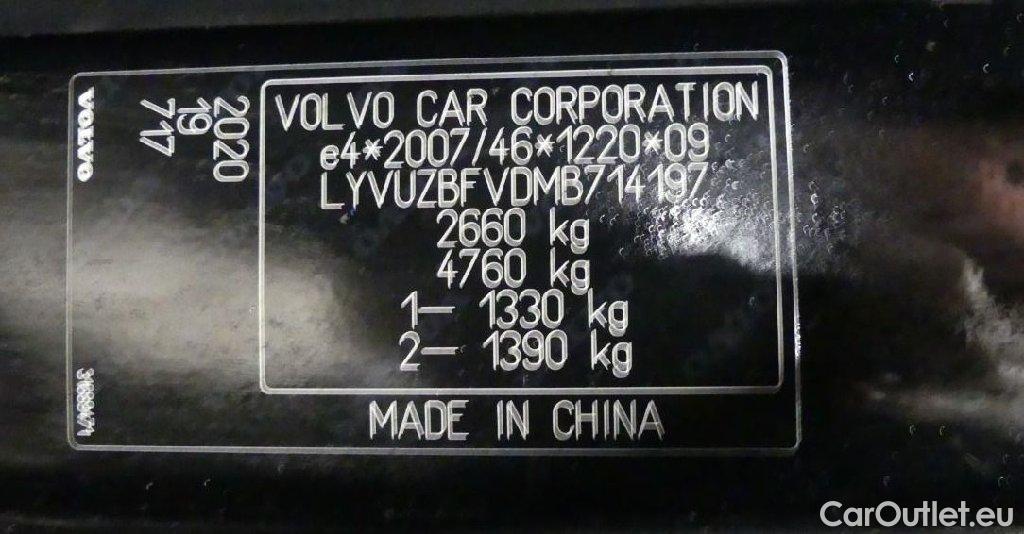 VOLVO
2020
19
717
VOLVO CAR CORPORATION
e4*2007/46*1220*09
LYVUZBFVDMB714197
2660 kg
4760 kg
1– 1330 kg
2– 1390 kg
MADE IN CHINA
CarOutlet.eu